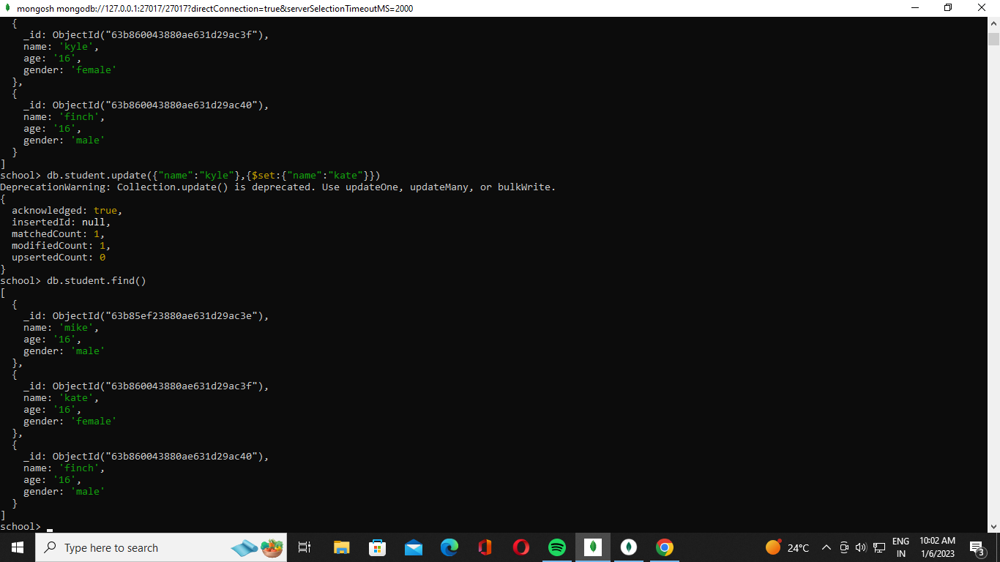 mongosh mongodb://127.0.0.1:27017/27017?directConnection=true&serverSelectionTimeoutMS=2000
{
_id: ObjectId("63b860043880ae631d29ac3f"),
name: 'kyle',
age: '16',
gender: 'female'
},
{
_id: ObjectId("63b860043880ae631d29ac40"),
name: 'finch',
age: '16',
gender: 'male'
}
]
school> db.student.update({"name":"kyle"},{$set:{"name":"kate"}})
DeprecationWarning: Collection.update() is deprecated. Use updateOne, updateMany, or bulkWrite.
{
acknowledged: true,
insertedId: null,
matchedCount: 1,
modifiedCount: 1,
upsertedCount: 0
}
school> db.student.find()
[
{
_id: ObjectId("63b85ef23880ae631d29ac3e"),
name: 'mike',
age: '16',
gender: 'male'
},
{
_id: ObjectId("63b860043880ae631d29ac3f"),
name: 'kate',
age: '16',
gender: 'female'
},
{
_id: ObjectId("63b860043880ae631d29ac40"),
name: 'finch',
age: '16',
gender: 'male'
}
]
school>
Type here to search
24°C
ENG
IN
10:02 AM
1/6/2023
3